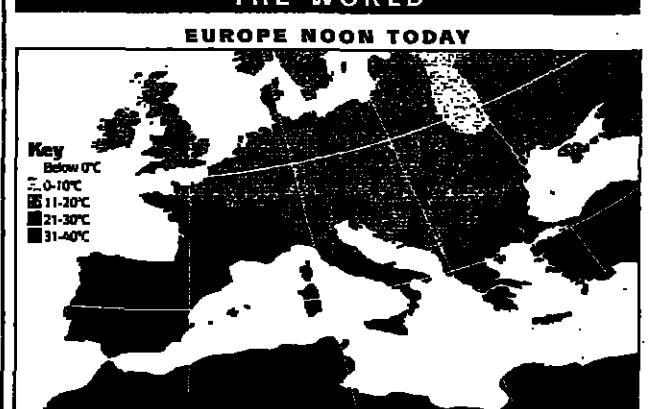 THE WORLD
EUROPE NOON TODAY
Key
Below 0°C
0-10°C
11-20°C
21-30°C
31-40°C